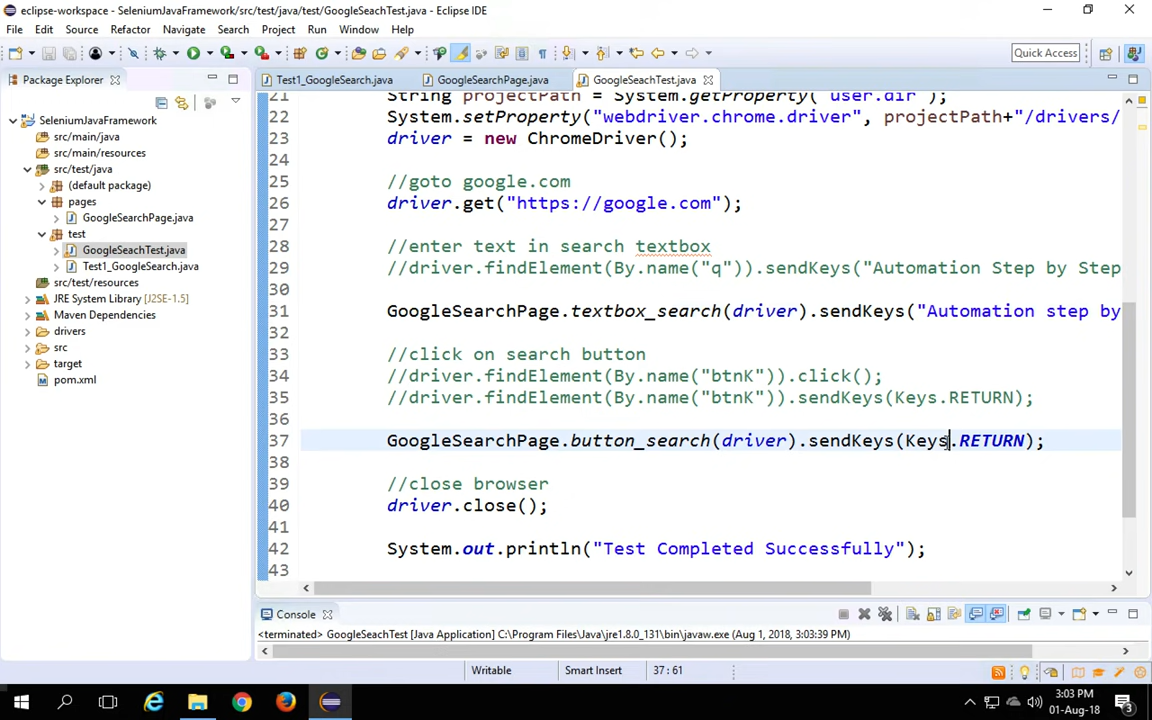 eclipse-workspace - SeleniumJavaFramework/src/test/java/test/GoogleSeachTest.java - Eclipse IDE
File Edit Source Refactor Navigate Search Project Run Window Help
Quick Access
Package Explorer
Test1_GoogleSearch.java
GoogleSearchPage.java
GoogleSeachTest.java
SeleniumJavaFramework
src/main/java
src/main/resources
src/test/java
(default package)
pages
GoogleSearchPage.java
test
GoogleSeachTest.java
Test1_GoogleSearch.java
src/test/resources
JRE System Library [J2SE-1.5]
Maven Dependencies
drivers
src
target
pom.xml
21 String projectPath = System.getProperty("user.dir");
22 System.setProperty("webdriver.chrome.driver", projectPath+"/drivers/
23 driver = new ChromeDriver();
24
25 //goto google.com
26 driver.get("https://google.com");
27
28 //enter text in search textbox
29 //driver.findElement(By.name("q")).sendKeys("Automation Step by Step
30
31 GoogleSearchPage.textbox_search(driver).sendKeys("Automation step by
32
33 //click on search button
34 //driver.findElement(By.name("btnK")).click();
35 //driver.findElement(By.name("btnK")).sendKeys(Keys.RETURN);
36
37 GoogleSearchPage.button_search(driver).sendKeys(Keys.RETURN);
38
39 //close browser
40 driver.close();
41
42 System.out.println("Test Completed Successfully");
43
Console
<terminated> GoogleSeachTest [Java Application] C:\Program Files\Java\jre1.8.0_131\bin\javaw.exe (Aug 1, 2018, 3:03:39 PM)
Writable Smart Insert 37 : 61
3:03 PM
01-Aug-18
3